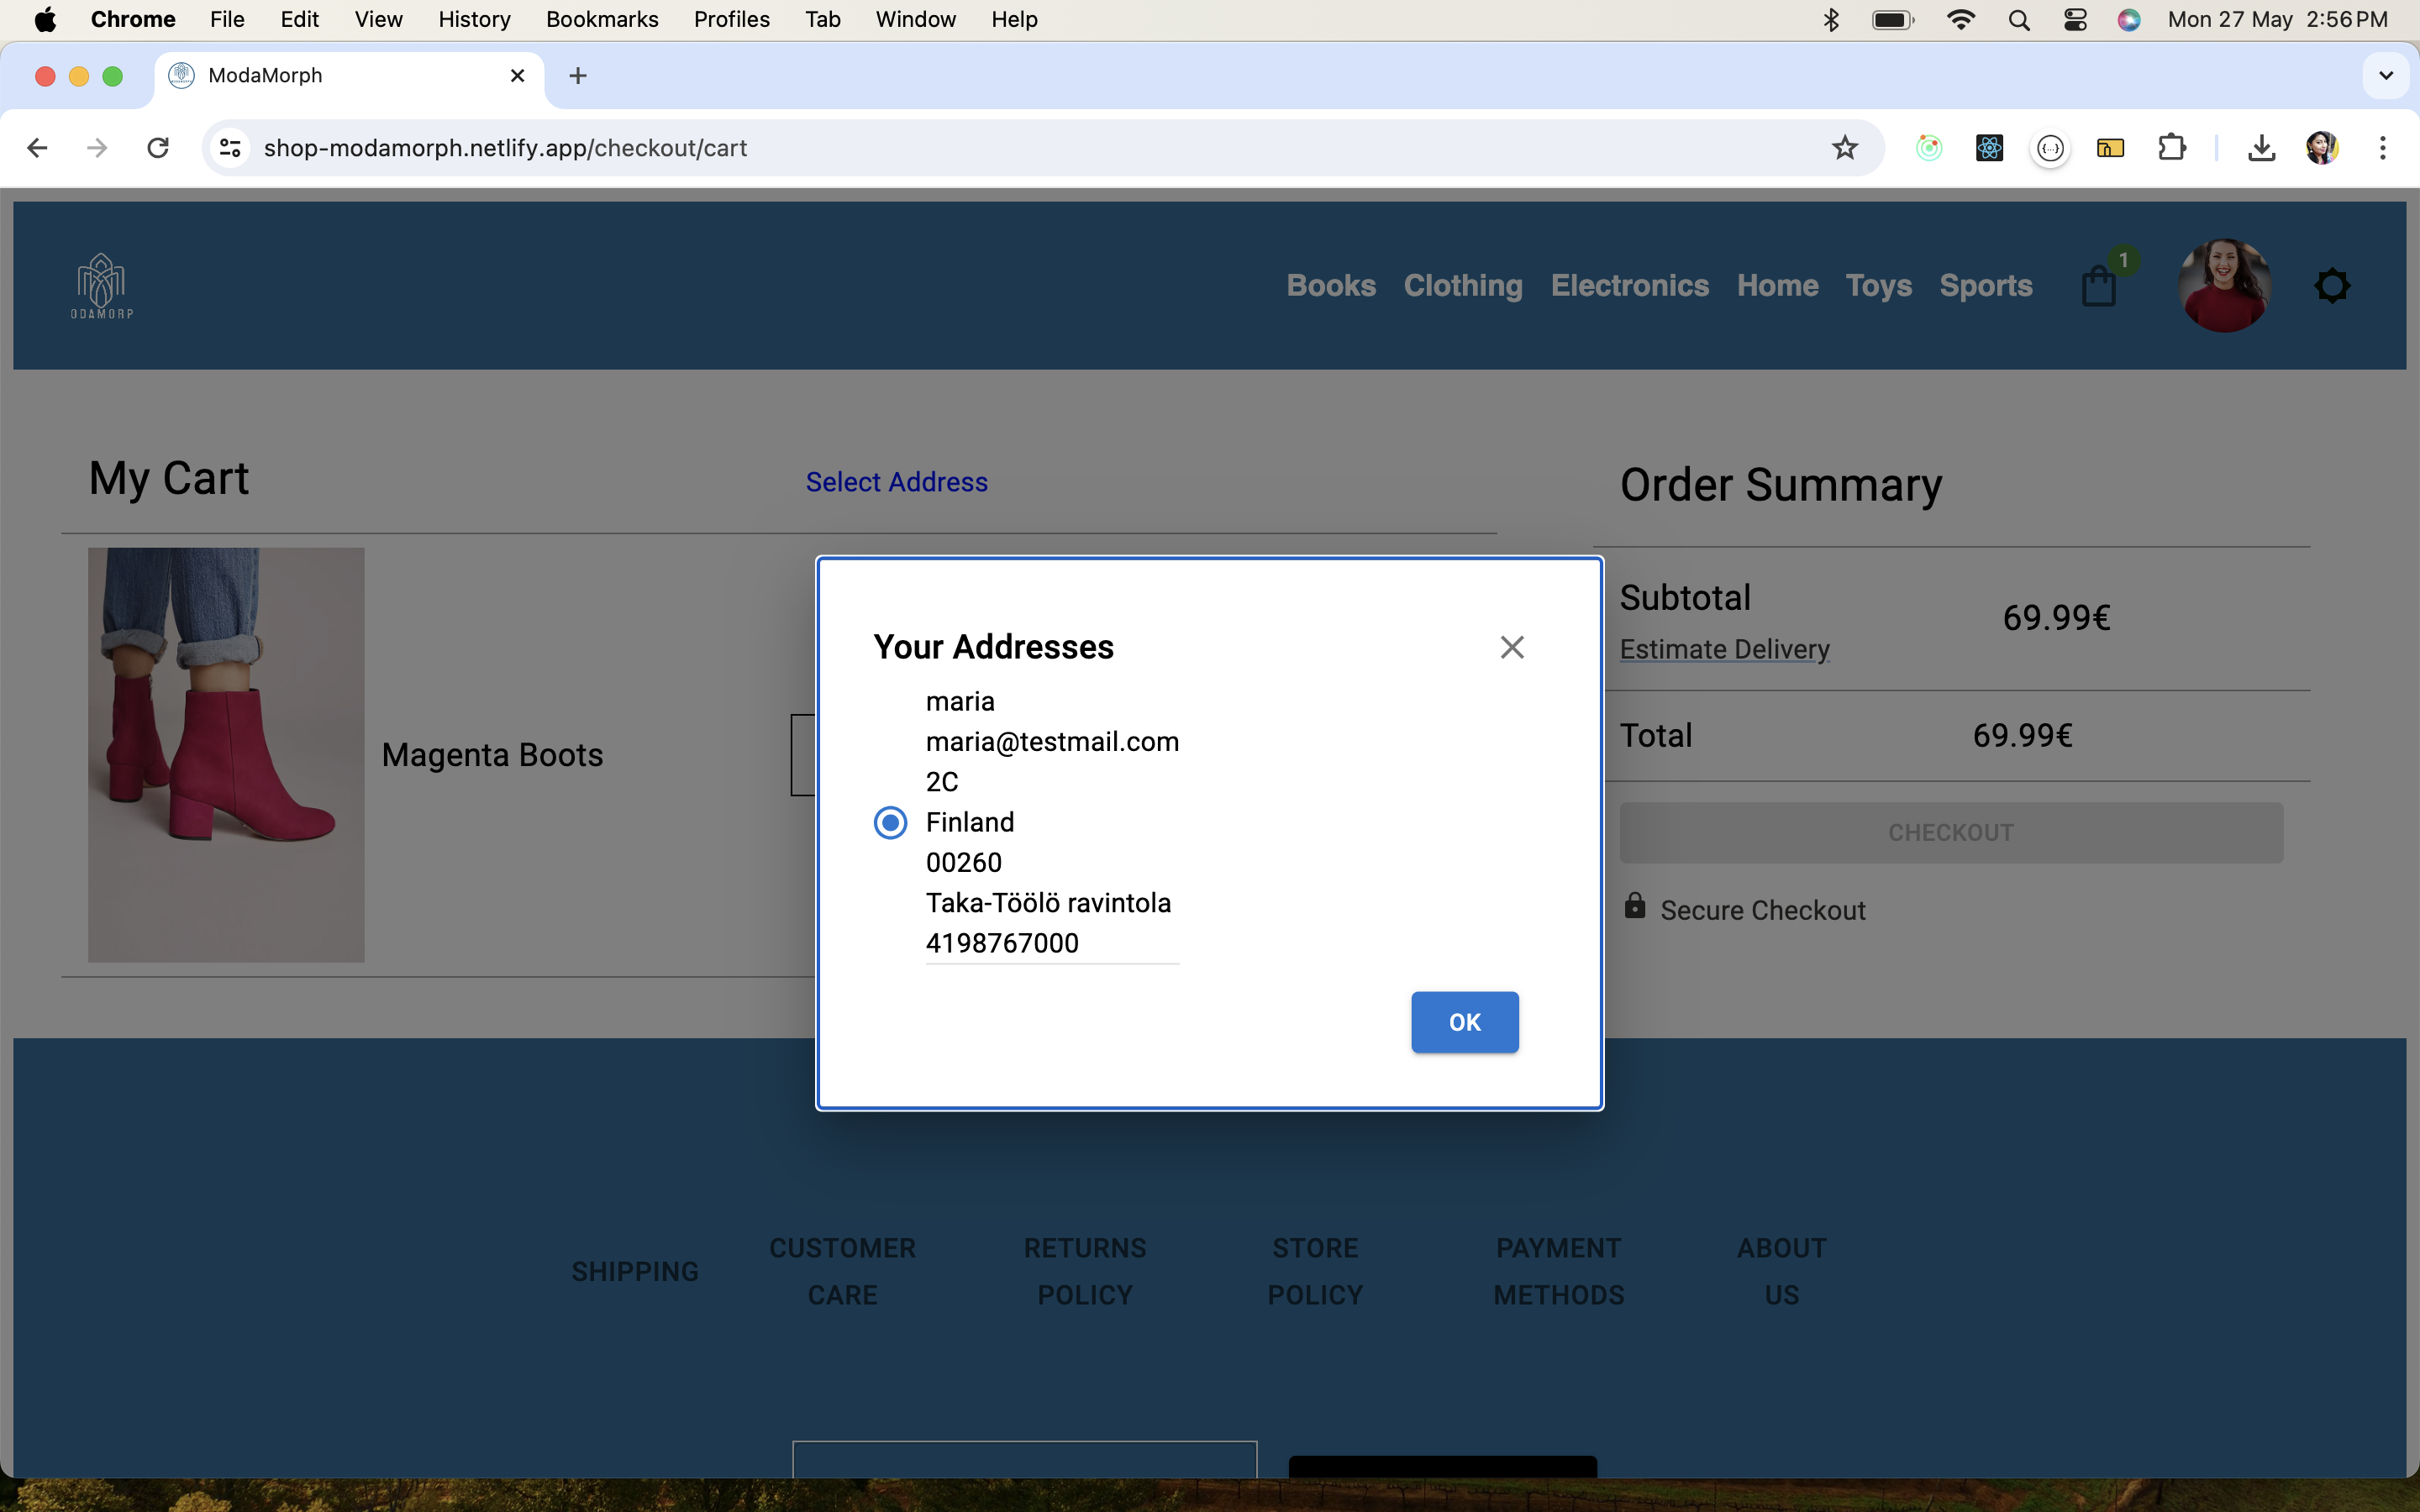 Chrome File Edit View History Bookmarks Profiles Tab Window Help Mon 27 May 2:56 PM
ModaMorph
shop-modamorph.netlify.app/checkout/cart
ODAMORP
Books Clothing Electronics Home Toys Sports 1
My Cart
Select Address
Order Summary
Magenta Boots
Your Addresses
maria
maria@testmail.com
2C
Finland
00260
Taka-Töölö ravintola
4198767000
OK
Subtotal
69.99€
Estimate Delivery
Total 69.99€
CHECKOUT
Secure Checkout
SHIPPING
CUSTOMER
CARE
RETURNS
POLICY
STORE
POLICY
PAYMENT
METHODS
ABOUT
US